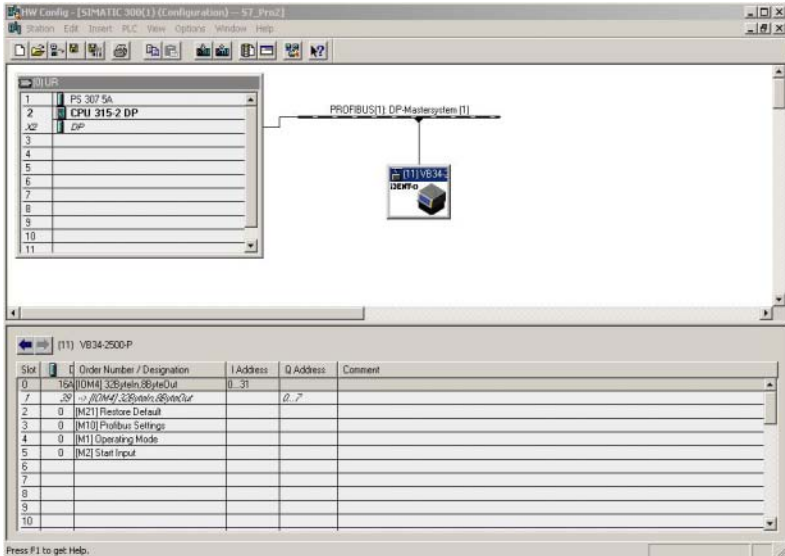 HW Config - [SIMATIC 300(1) (Configuration) -- S7_Pro2]
Station Edit Insert PLC View Options Window Help
(0) UR
1 PS 307 5A
2 CPU 315-2 DP
X2 DP
3
4
5
6
7
8
9
10
11
PROFIBUS(1): DP-Mastersystem (1)
(11) VB34-2
IDENT-O
(11) VB34-2500-P
Slot D Order Number / Designation I Address Q Address Comment
0 16A [IOM4] 32ByteIn,8ByteOut 0...31
1 29 -> [IOM4] 32ByteIn,8ByteOut 0...7
2 0 [M21] Restore Default
3 0 [M10] Profibus Settings
4 0 [M1] Operating Mode
5 0 [M2] Start Input
6
7
8
9
10
Press F1 to get Help.